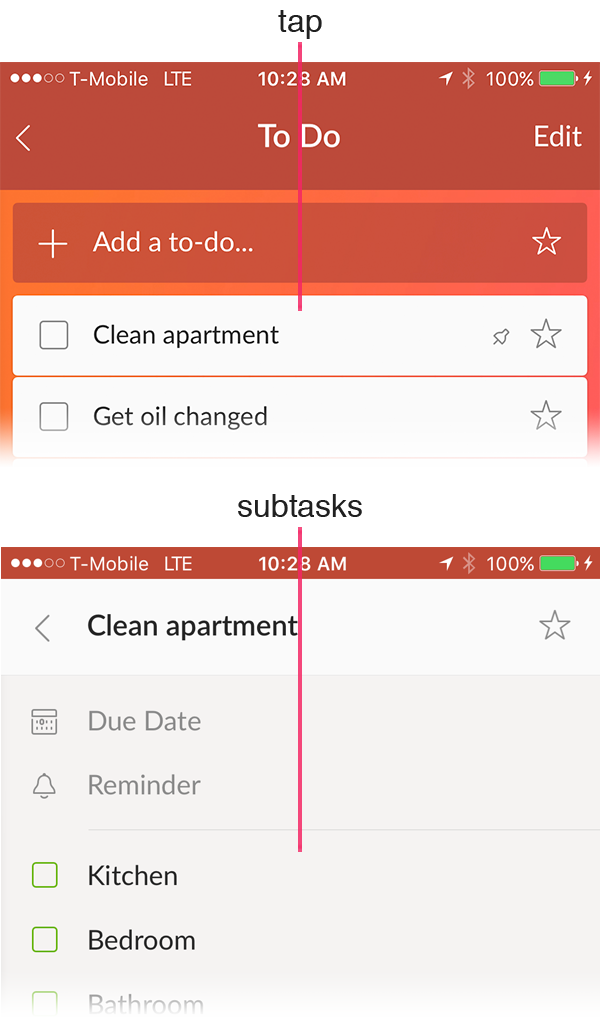 tap
T-Mobile LTE 10:28 AM 100%
To Do Edit
Add a to-do...
Clean apartment
Get oil changed
subtasks
T-Mobile LTE 10:28 AM 100%
Clean apartment
Due Date
Reminder
Kitchen
Bedroom
Bathroom